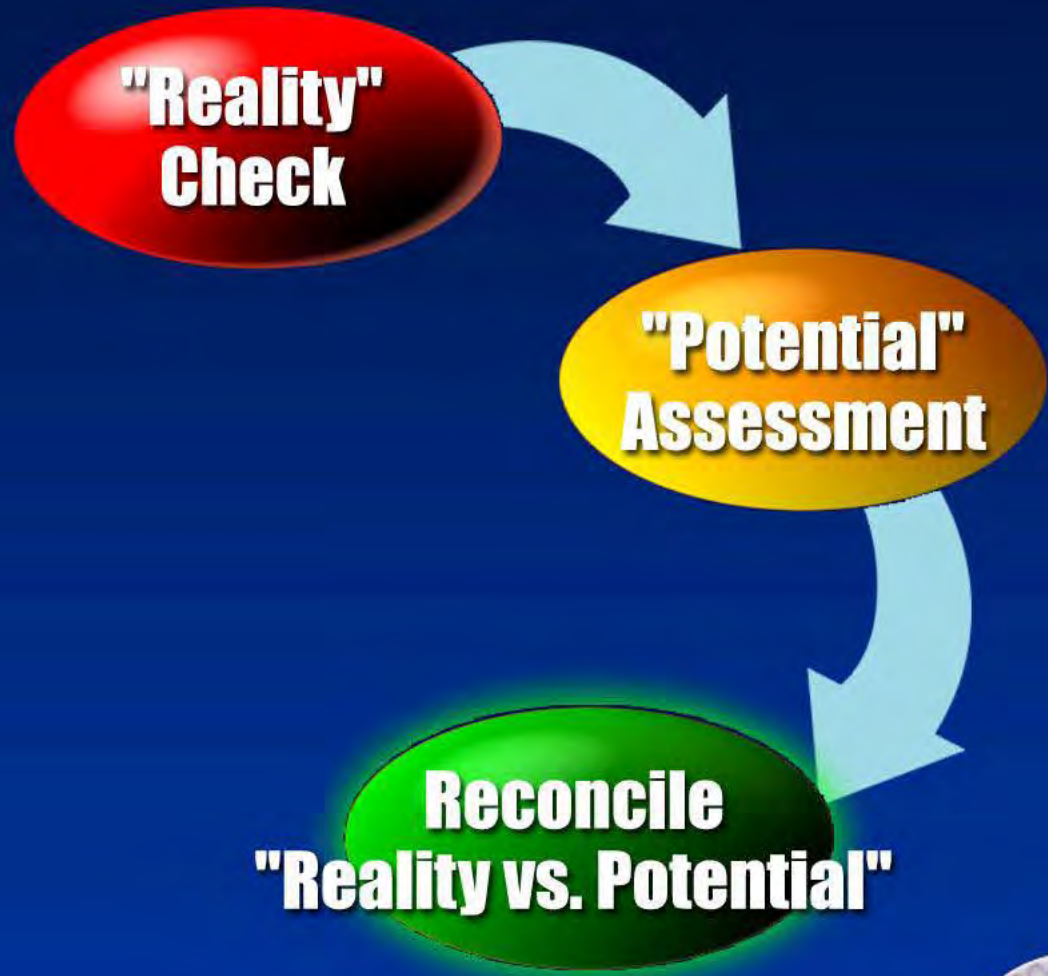 "Reality"
Check
"Potential"
Assessment
Reconcile
"Reality vs. Potential"